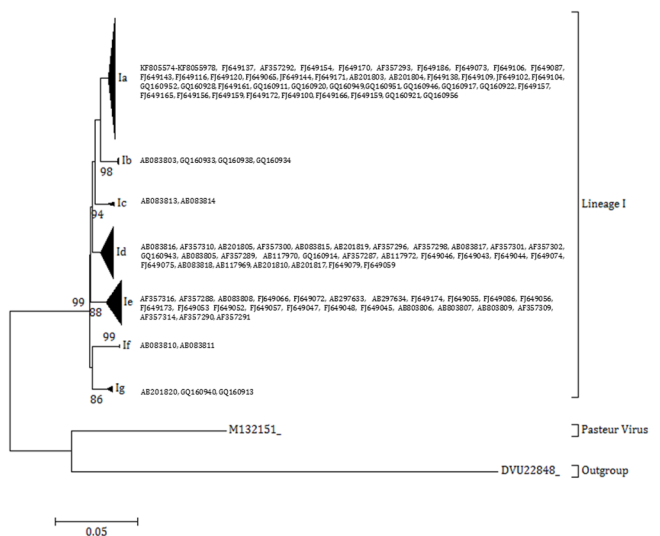 KF805574-KF8055978, FJ649137, AF357292, FJ649154, FJ649170, AF357293, FJ649186, FJ649073, FJ649106, FJ649087,
FJ649143, FJ649116, FJ649120, FJ649065, JF649144, FJ649171, AB201803, AB201804, FJ649138, FJ649109, JF649102, FJ649104,
Ia
GQ160952, GQ160928, FJ649161, GQ160911, GQ160920, GQ160949, GQ160951, GQ160946, GQ160917, GQ160922, FJ649157,
FJ649165, FJ649156, FJ649159, FJ649172, FJ649100, FJ649166, FJ649159, GQ160921, GQ160956
Ib
AB083803, GQ160933, GQ160938, GQ160934
98
Ic
AB083813, AB083814
Lineage I
94
AB083816, AF357310, AB201805, AF357300, AB083815, AB201819, AF357296, AF357298, AB083817, AF357301, AF357302,
Id
GQ160943, AB083805, AF357289, AB117970, GQ160914, AF357287, AB117972, FJ649046, FJ649043, FJ649044, FJ649074,
FJ649075, AB083818, AB117969, AB201810, AB201817, FJ649079, FJ649059
AF357316, AF357288, AB083808, FJ649066, FJ649072, AB297633, AB297634, FJ649174, FJ649055, FJ649086, FJ649056,
Ie
FJ649173, FJ649053, FJ649052, FJ649057, FJ649047, FJ649048, FJ649045, AB803806, AB803807, AB803809, AF357309,
AF357314, AF357290, AF357291
99
88
99
If
AB083810, AB083811
Ig
AB201820, GQ160940, GQ160913
86
M132151_
Pasteur Virus
DVU22848_
Outgroup
0.05